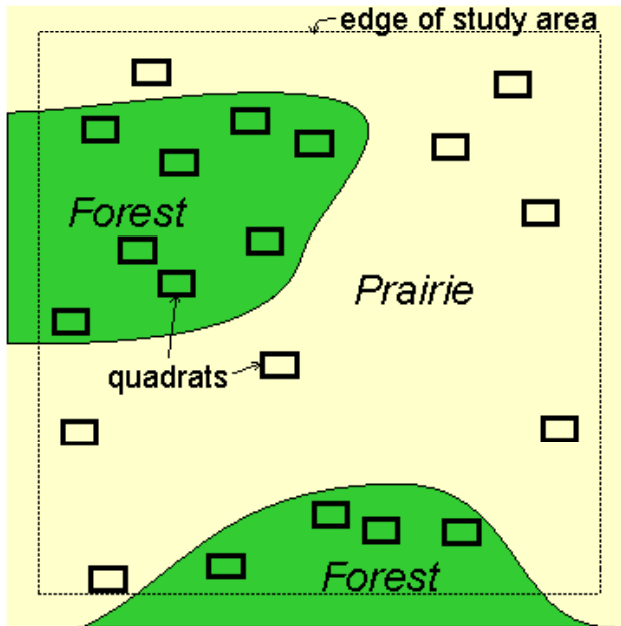 edge of study area
Forest
Prairie
quadrats
Forest